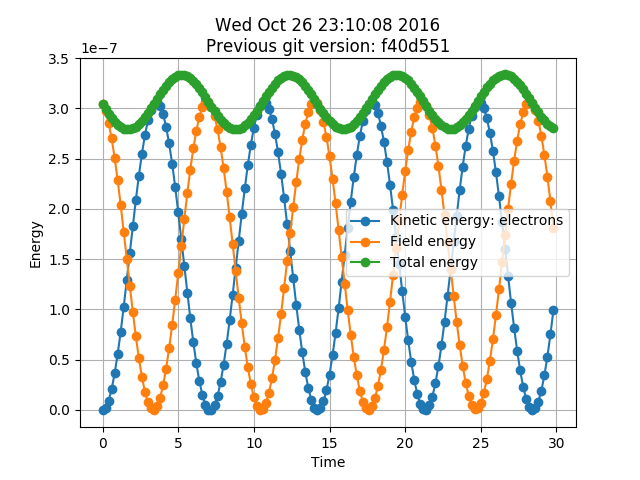 Wed Oct 26 23:10:08 2016
Previous git version: f40d551
1e−7
3.5
3.0
2.5
2.0
1.5
1.0
0.5
0.0
Energy
Kinetic energy: electrons
Field energy
Total energy
0 5 10 15 20 25 30
Time